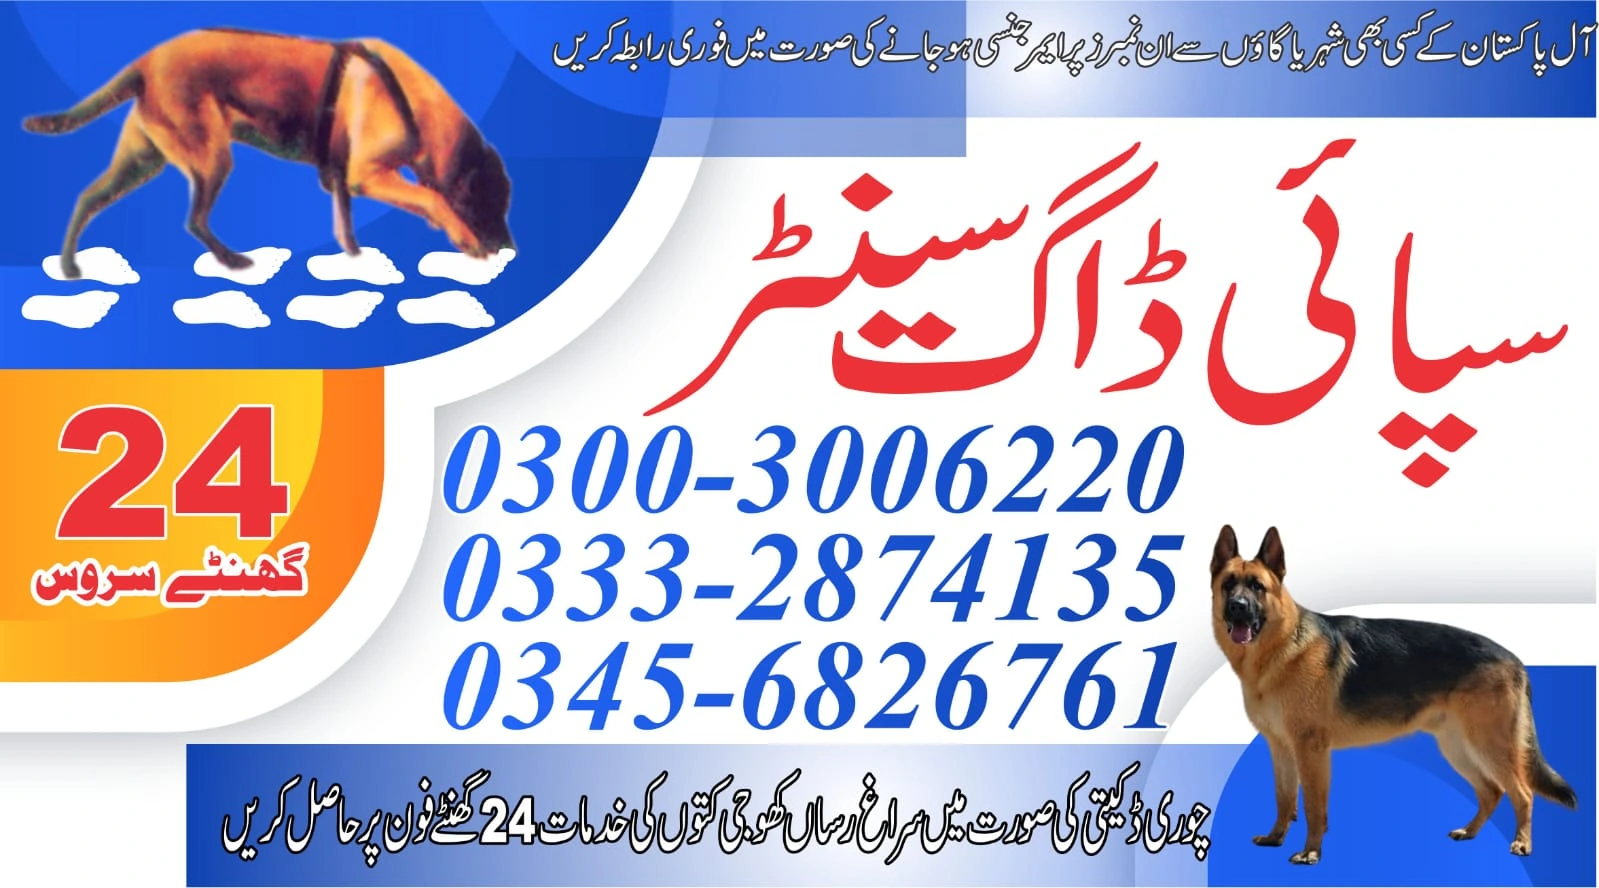 آل پاکستان کے کسی بھی شہر یا گاؤں سے ان نمبرز پر ایمرجنسی ہو جانے کی صورت میں فوری رابطہ کریں
سپائی ڈاگ سینٹر
0300-3006220
0333-2874135
0345-6826761
24
گھنٹے سروس
چوری ڈکیتی کی صورت میں سراغ رساں کھوجی کتوں کی خدمات 24 گھنٹے فون پر حاصل کریں